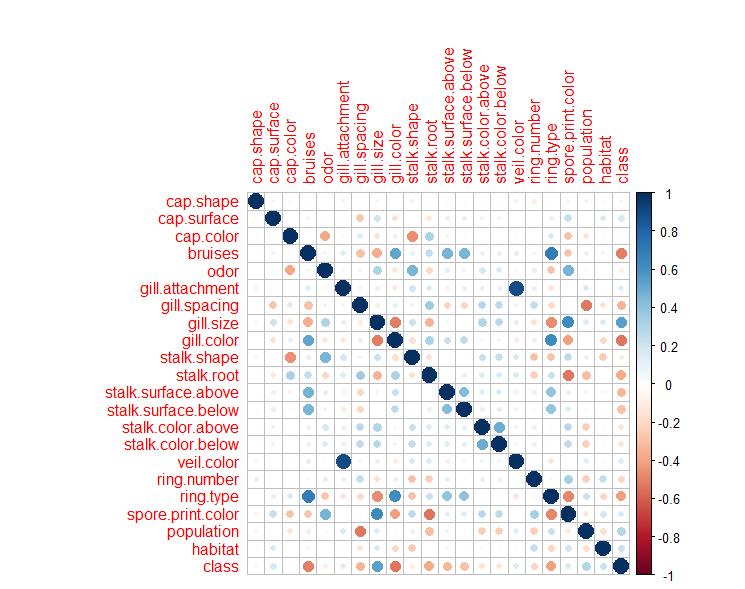 cap.shape
cap.surface
cap.color
bruises
odor
gill.attachment
gill.spacing
gill.size
gill.color
stalk.shape
stalk.root
stalk.surface.above
stalk.surface.below
stalk.color.above
stalk.color.below
veil.color
ring.number
ring.type
spore.print.color
population
habitat
class
cap.shape
cap.surface
cap.color
bruises
odor
gill.attachment
gill.spacing
gill.size
gill.color
stalk.shape
stalk.root
stalk.surface.above
stalk.surface.below
stalk.color.above
stalk.color.below
veil.color
ring.number
ring.type
spore.print.color
population
habitat
class
1
0.8
0.6
0.4
0.2
0
-0.2
-0.4
-0.6
-0.8
-1